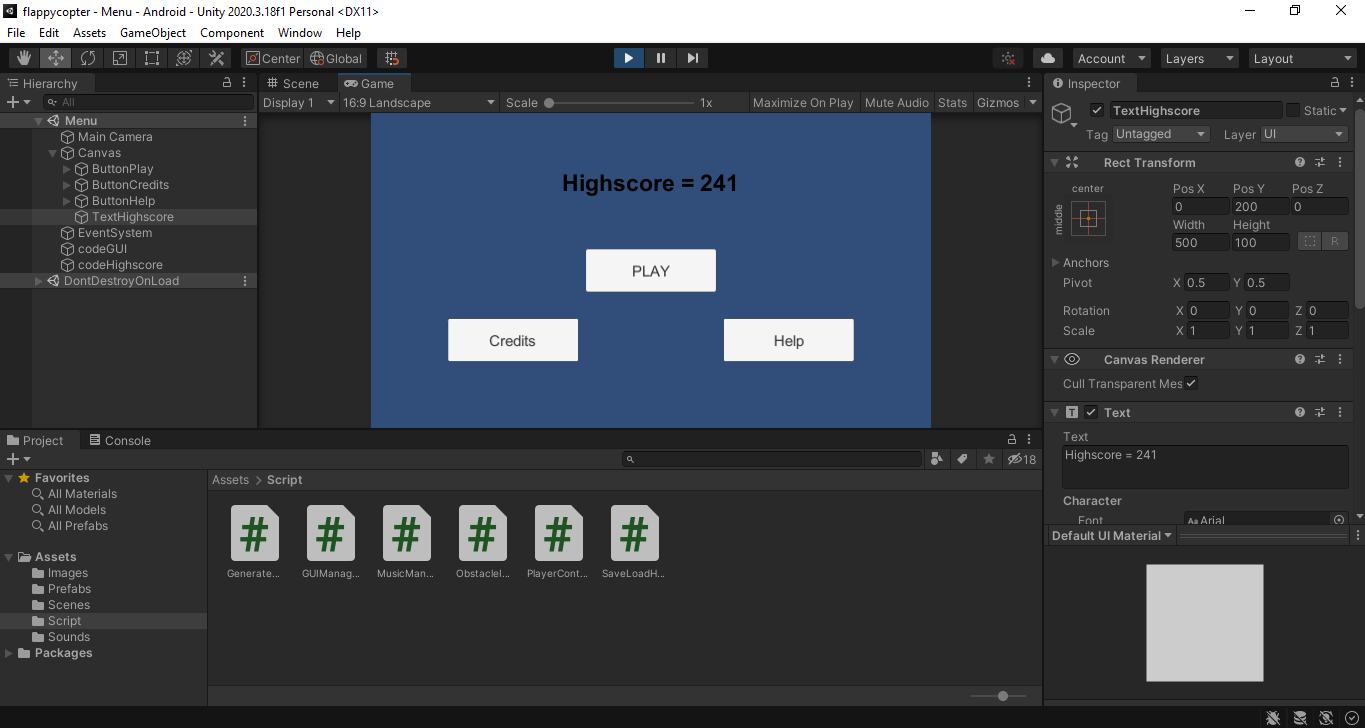 flappycopter - Menu - Android - Unity 2020.3.18f1 Personal <DX11>
File Edit Assets GameObject Component Window Help
Center Global Account Layers Layout
Hierarchy
All
Menu
Main Camera
Canvas
ButtonPlay
ButtonCredits
ButtonHelp
TextHighscore
EventSystem
codeGUI
codeHighscore
DontDestroyOnLoad
Scene Game
Display 1 16:9 Landscape Scale 1x Maximize On Play Mute Audio Stats Gizmos
Highscore = 241
PLAY
Credits Help
Inspector
TextHighscore Static
Tag Untagged Layer UI
Rect Transform
center
middle
Pos X Pos Y Pos Z
0 200 0
Width Height
500 100 R
Anchors
Pivot X 0.5 Y 0.5
Rotation X 0 Y 0 Z 0
Scale X 1 Y 1 Z 1
Canvas Renderer
Cull Transparent Mes
Text
Text
Highscore = 241
Character
Font Arial
Default UI Material
Project Console
18
Favorites
All Materials
All Models
All Prefabs
Assets
Images
Prefabs
Scenes
Script
Sounds
Packages
Assets > Script
Generate... GUIManag... MusicMan... ObstacleI... PlayerCont... SaveLoadH...